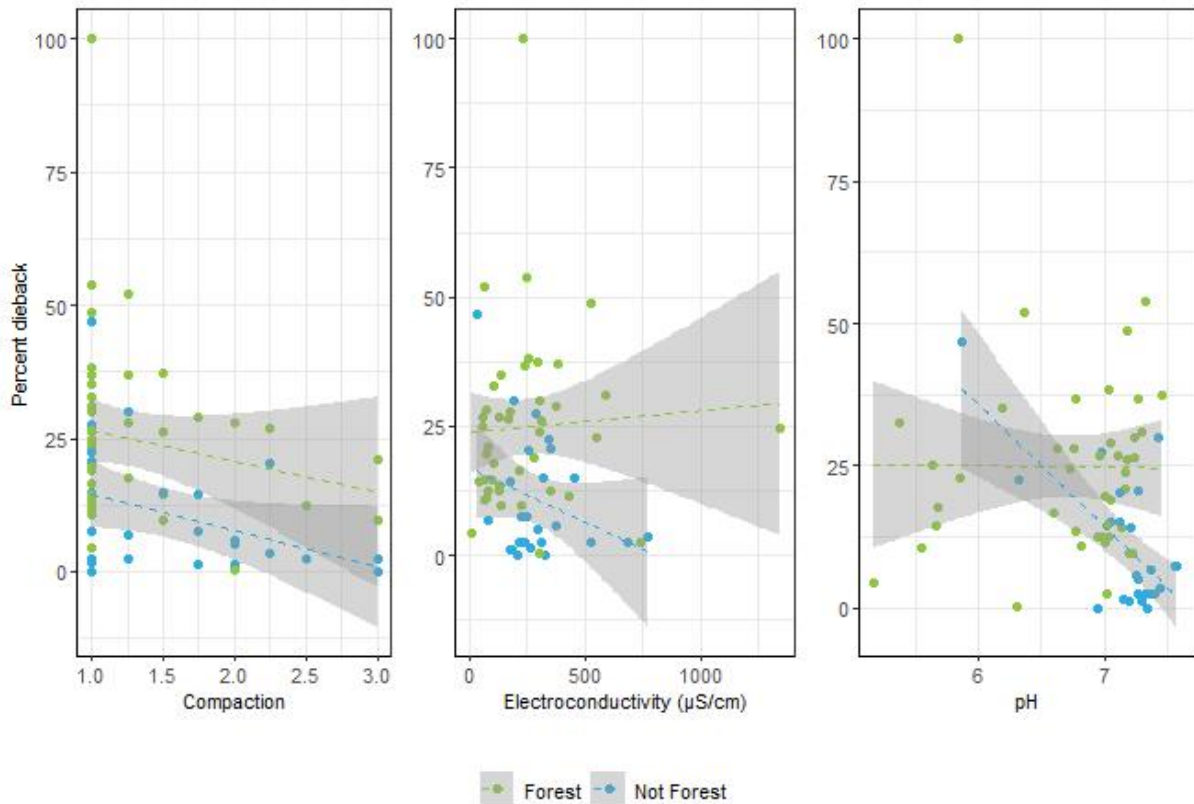 Percent dieback
100
75
50
25
0
1.0 1.5 2.0 2.5 3.0
Compaction
100
75
50
25
0
0 500 1000
Electroconductivity (µS/cm)
100
75
50
25
0
6 7
pH
Forest Not Forest